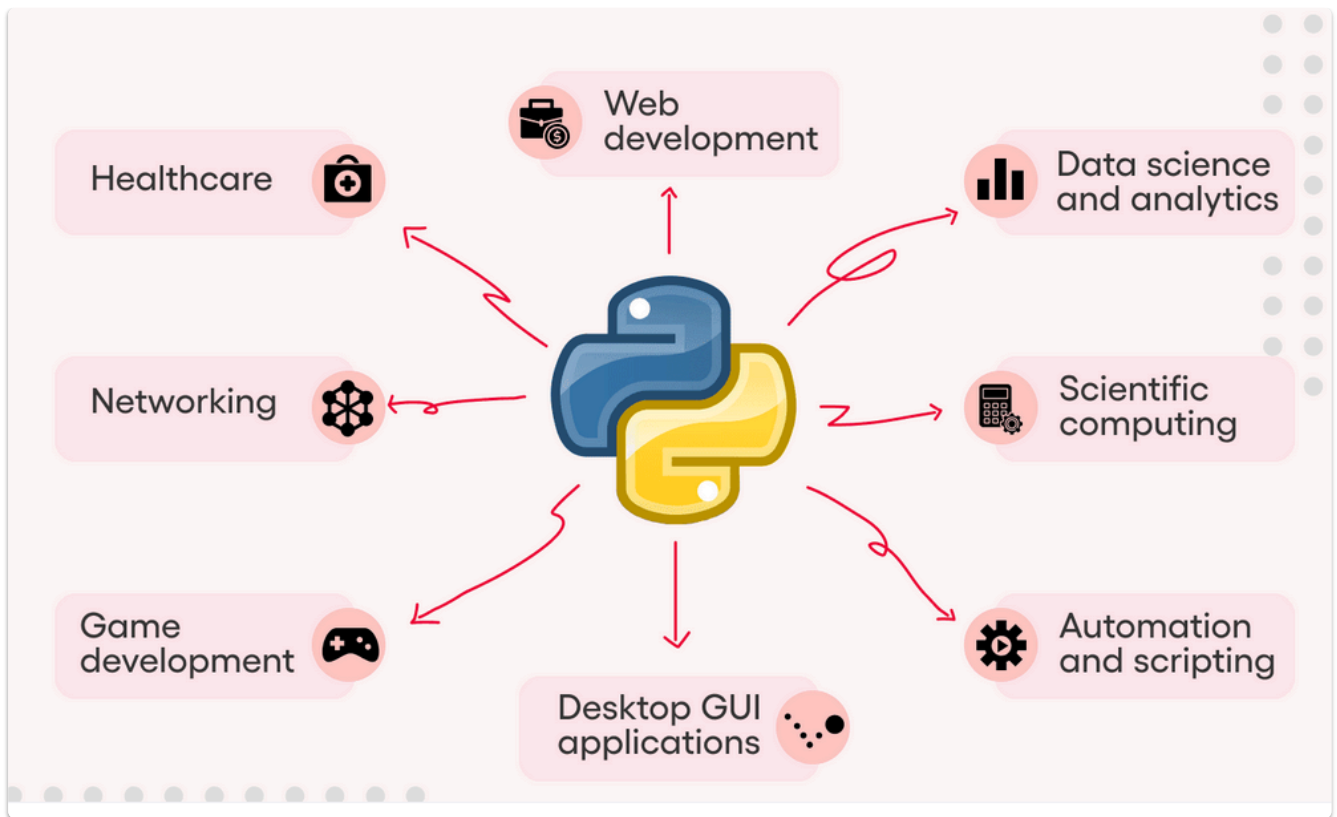 Web
development
Healthcare
Data science
and analytics
Networking
Scientific
computing
Game
development
Automation
and scripting
Desktop GUI
applications